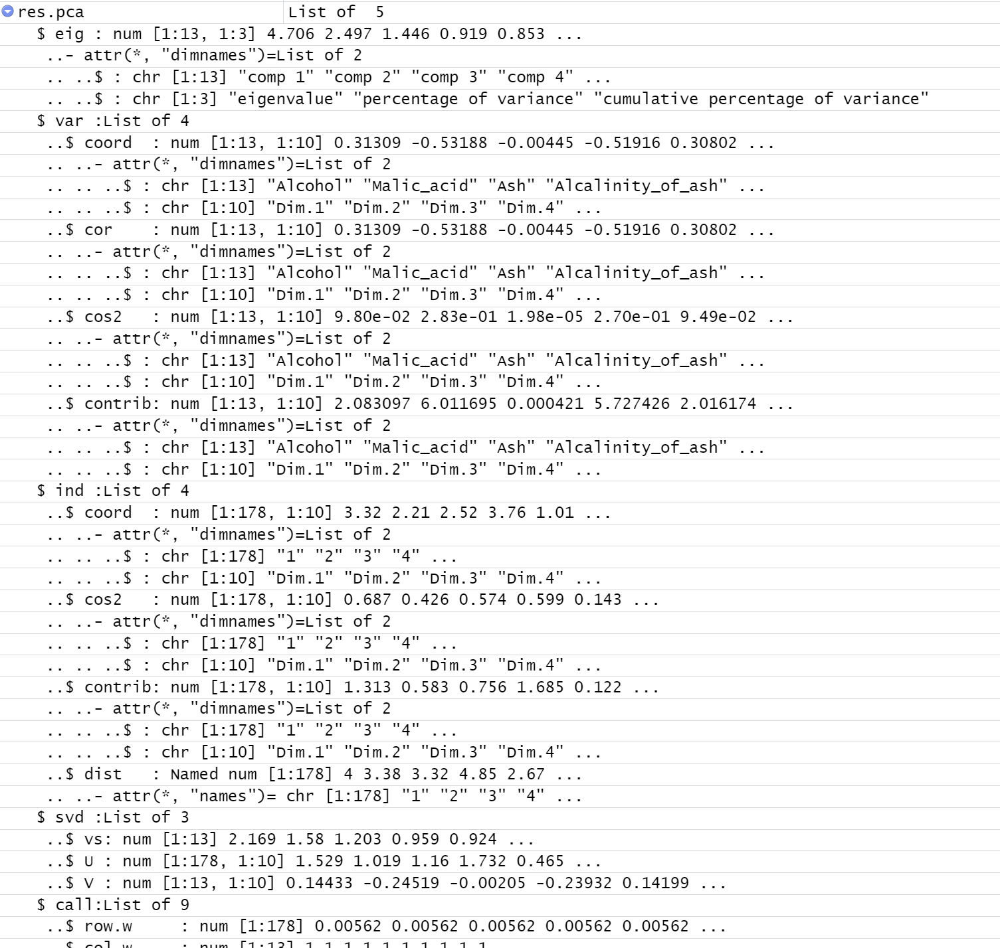 res.pca List of  5
$ eig : num [1:13, 1:3] 4.706 2.497 1.446 0.919 0.853 ...
..- attr(*, "dimnames")=List of 2
.. ..$ : chr [1:13] "comp 1" "comp 2" "comp 3" "comp 4" ...
.. ..$ : chr [1:3] "eigenvalue" "percentage of variance" "cumulative percentage of variance"
$ var :List of 4
..$ coord  : num [1:13, 1:10] 0.31309 -0.53188 -0.00445 -0.51916 0.30802 ...
.. ..- attr(*, "dimnames")=List of 2
.. .. ..$ : chr [1:13] "Alcohol" "Malic_acid" "Ash" "Alcalinity_of_ash" ...
.. .. ..$ : chr [1:10] "Dim.1" "Dim.2" "Dim.3" "Dim.4" ...
..$ cor    : num [1:13, 1:10] 0.31309 -0.53188 -0.00445 -0.51916 0.30802 ...
.. ..- attr(*, "dimnames")=List of 2
.. .. ..$ : chr [1:13] "Alcohol" "Malic_acid" "Ash" "Alcalinity_of_ash" ...
.. .. ..$ : chr [1:10] "Dim.1" "Dim.2" "Dim.3" "Dim.4" ...
..$ cos2   : num [1:13, 1:10] 9.80e-02 2.83e-01 1.98e-05 2.70e-01 9.49e-02 ...
.. ..- attr(*, "dimnames")=List of 2
.. .. ..$ : chr [1:13] "Alcohol" "Malic_acid" "Ash" "Alcalinity_of_ash" ...
.. .. ..$ : chr [1:10] "Dim.1" "Dim.2" "Dim.3" "Dim.4" ...
..$ contrib: num [1:13, 1:10] 2.083097 6.011695 0.000421 5.727426 2.016174 ...
.. ..- attr(*, "dimnames")=List of 2
.. .. ..$ : chr [1:13] "Alcohol" "Malic_acid" "Ash" "Alcalinity_of_ash" ...
.. .. ..$ : chr [1:10] "Dim.1" "Dim.2" "Dim.3" "Dim.4" ...
$ ind :List of 4
..$ coord  : num [1:178, 1:10] 3.32 2.21 2.52 3.76 1.01 ...
.. ..- attr(*, "dimnames")=List of 2
.. .. ..$ : chr [1:178] "1" "2" "3" "4" ...
.. .. ..$ : chr [1:10] "Dim.1" "Dim.2" "Dim.3" "Dim.4" ...
..$ cos2   : num [1:178, 1:10] 0.687 0.426 0.574 0.599 0.143 ...
.. ..- attr(*, "dimnames")=List of 2
.. .. ..$ : chr [1:178] "1" "2" "3" "4" ...
.. .. ..$ : chr [1:10] "Dim.1" "Dim.2" "Dim.3" "Dim.4" ...
..$ contrib: num [1:178, 1:10] 1.313 0.583 0.756 1.685 0.122 ...
.. ..- attr(*, "dimnames")=List of 2
.. .. ..$ : chr [1:178] "1" "2" "3" "4" ...
.. .. ..$ : chr [1:10] "Dim.1" "Dim.2" "Dim.3" "Dim.4" ...
..$ dist   : Named num [1:178] 4 3.38 3.32 4.85 2.67 ...
.. ..- attr(*, "names")= chr [1:178] "1" "2" "3" "4" ...
$ svd :List of 3
..$ vs: num [1:13] 2.169 1.58 1.203 0.959 0.924 ...
..$ U : num [1:178, 1:10] 1.529 1.019 1.16 1.732 0.465 ...
..$ V : num [1:13, 1:10] 0.14433 -0.24519 -0.00205 -0.23932 0.14199 ...
$ call:List of 9
..$ row.w      : num [1:178] 0.00562 0.00562 0.00562 0.00562 0.00562 ...
..$ col.w      : num [1:13] 1 1 1 1 1 1 1 1 1 1